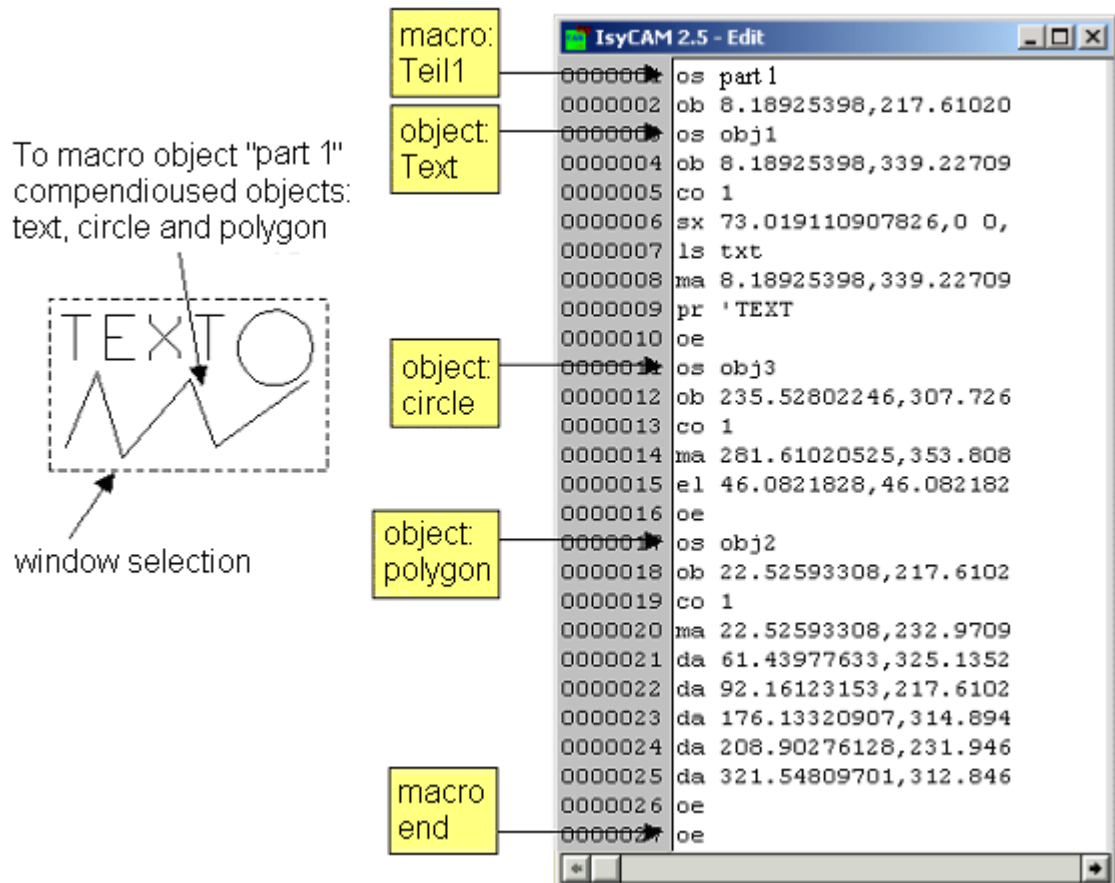 To macro object "part 1"
compendioused objects:
text, circle and polygon
TEXT
window selection
macro:
Teil1
object:
Text
object:
circle
object:
polygon
macro
end
IsyCAM 2.5 - Edit
0000001 os part 1
0000002 ob 8.18925398,217.61020
0000003 os obj1
0000004 ob 8.18925398,339.22709
0000005 co 1
0000006 sx 73.019110907826,0 0,
0000007 ls txt
0000008 ma 8.18925398,339.22709
0000009 pr 'TEXT
0000010 oe
0000011 os obj3
0000012 ob 235.52802246,307.726
0000013 co 1
0000014 ma 281.61020525,353.808
0000015 el 46.0821828,46.082182
0000016 oe
0000017 os obj2
0000018 ob 22.52593308,217.6102
0000019 co 1
0000020 ma 22.52593308,232.9709
0000021 da 61.43977633,325.1352
0000022 da 92.16123153,217.6102
0000023 da 176.13320907,314.894
0000024 da 208.90276128,231.946
0000025 da 321.54809701,312.846
0000026 oe
0000027 oe